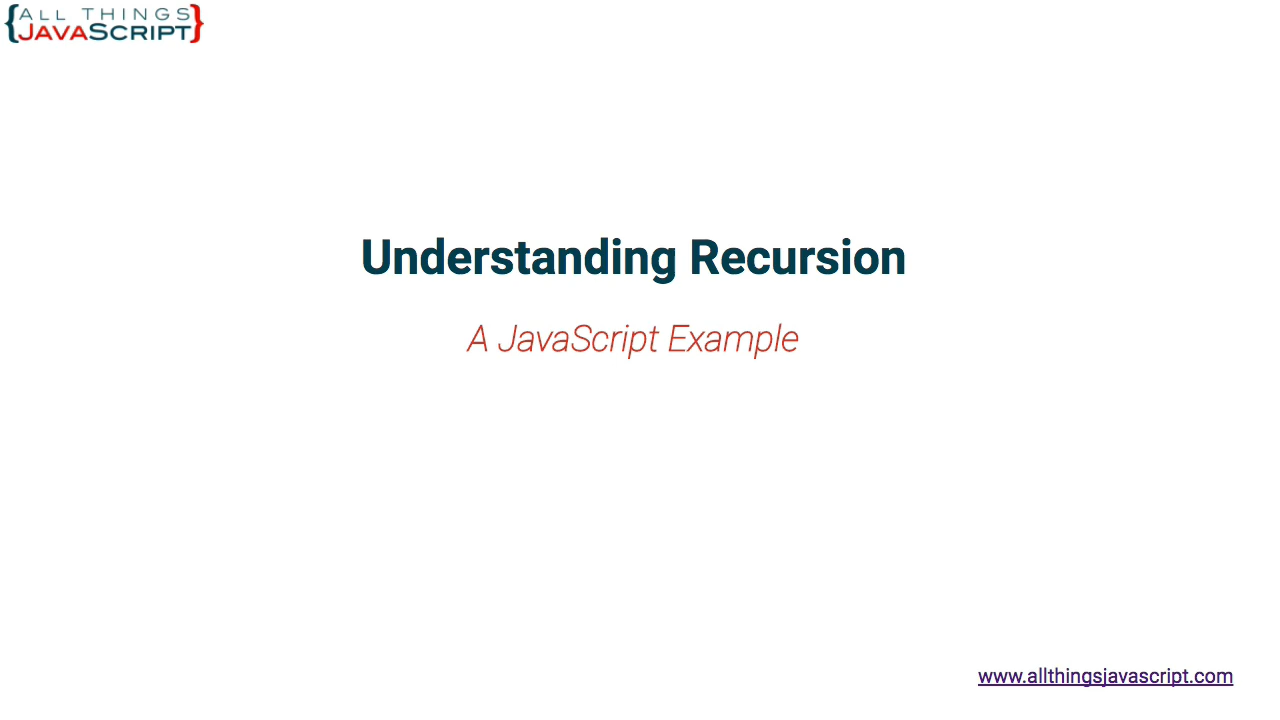 {ALL THINGS
JAVASCRIPT}
Understanding Recursion
A JavaScript Example
www.allthingsjavascript.com